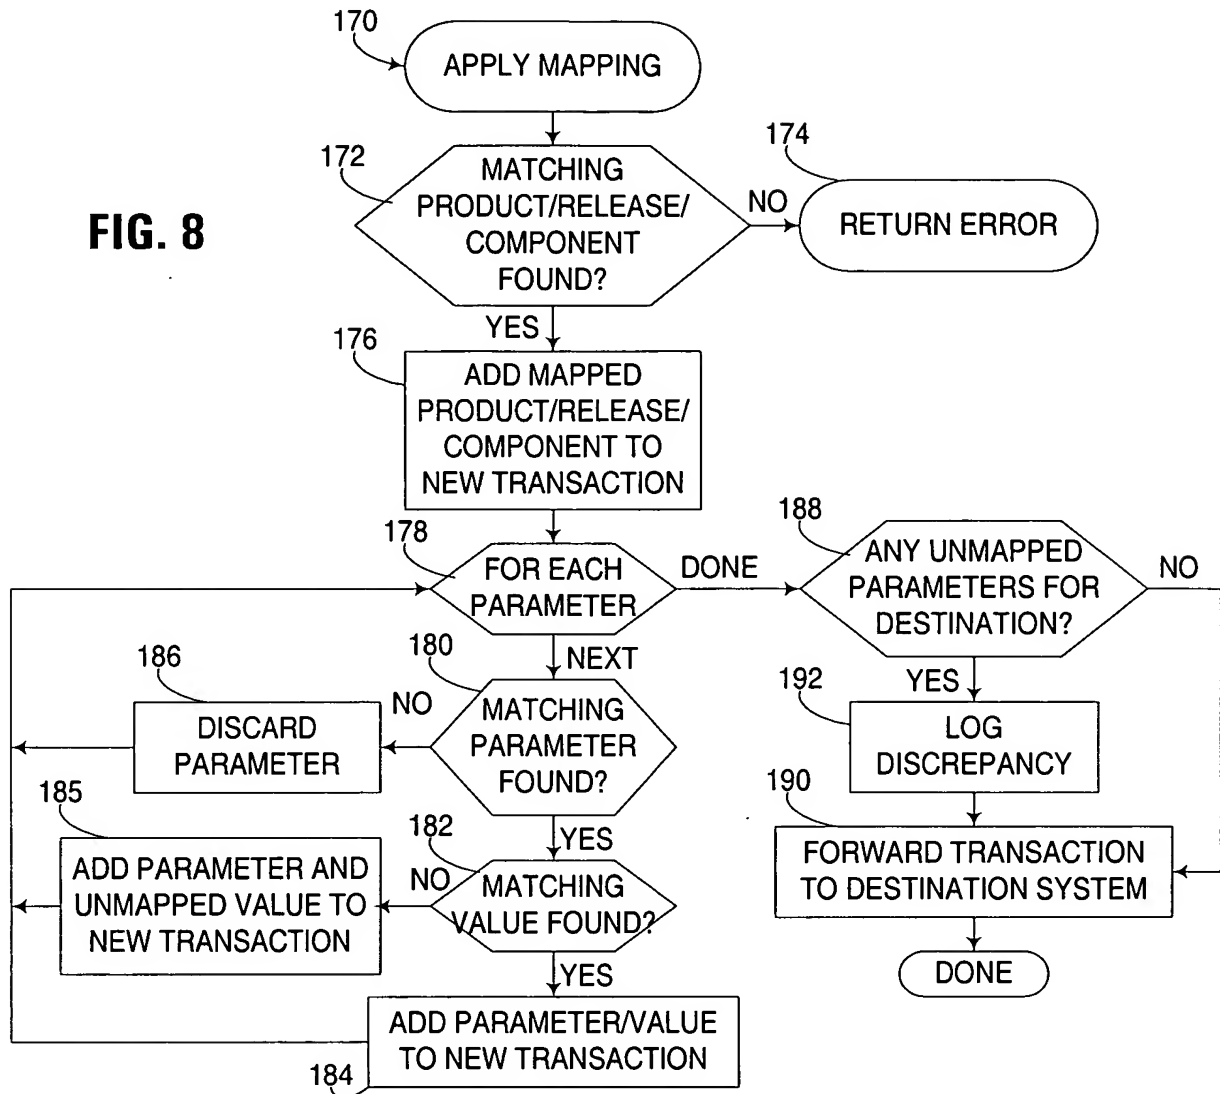 170
APPLY MAPPING
172
MATCHING
PRODUCT/RELEASE/
COMPONENT
FOUND?
NO
174
RETURN ERROR
FIG. 8
YES
176
ADD MAPPED
PRODUCT/RELEASE/
COMPONENT TO
NEW TRANSACTION
178
FOR EACH
PARAMETER
DONE
188
ANY UNMAPPED
PARAMETERS FOR
DESTINATION?
NO
NEXT
180
MATCHING
PARAMETER
FOUND?
NO
186
DISCARD
PARAMETER
YES
192
LOG
DISCREPANCY
YES
182
MATCHING
VALUE FOUND?
NO
185
ADD PARAMETER AND
UNMAPPED VALUE TO
NEW TRANSACTION
190
FORWARD TRANSACTION
TO DESTINATION SYSTEM
DONE
YES
ADD PARAMETER/VALUE
TO NEW TRANSACTION
184